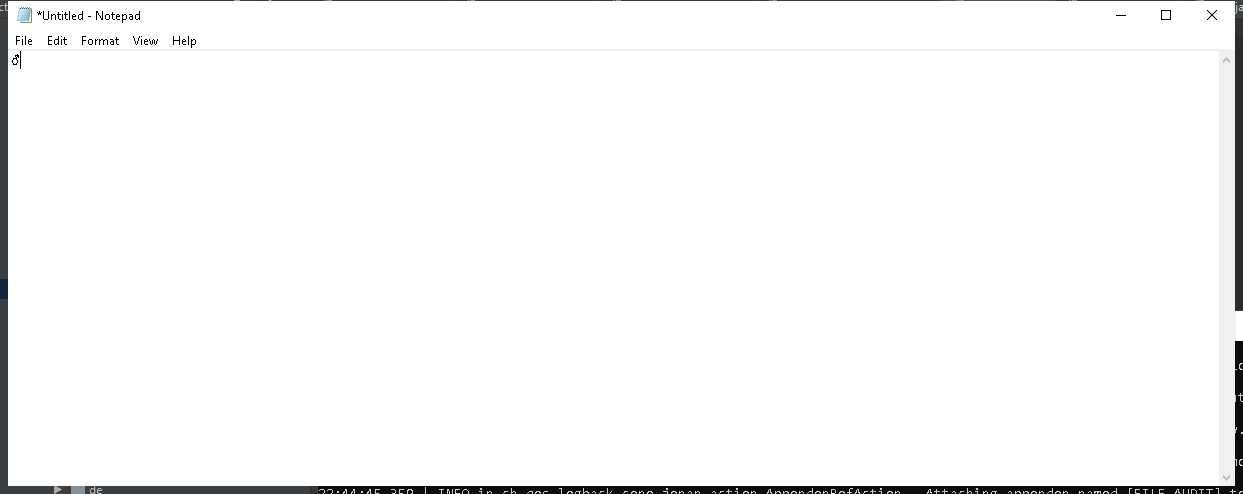 *Untitled - Notepad
File Edit Format View Help
♂
de
22:44:45,359 | INFO in ch.qos.logback.core.joran.action.AppenderRefAction - Attaching appender named [FILE_AUDIT] t